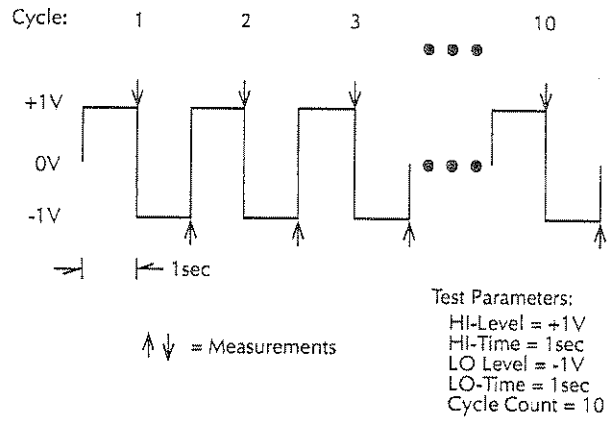 Cycle: 1 2 3 10
+1V
0V
-1V
1sec
= Measurements
Test Parameters:
HI-Level = +1V
HI-Time = 1sec
LO Level = -1V
LO-Time = 1sec
Cycle Count = 10